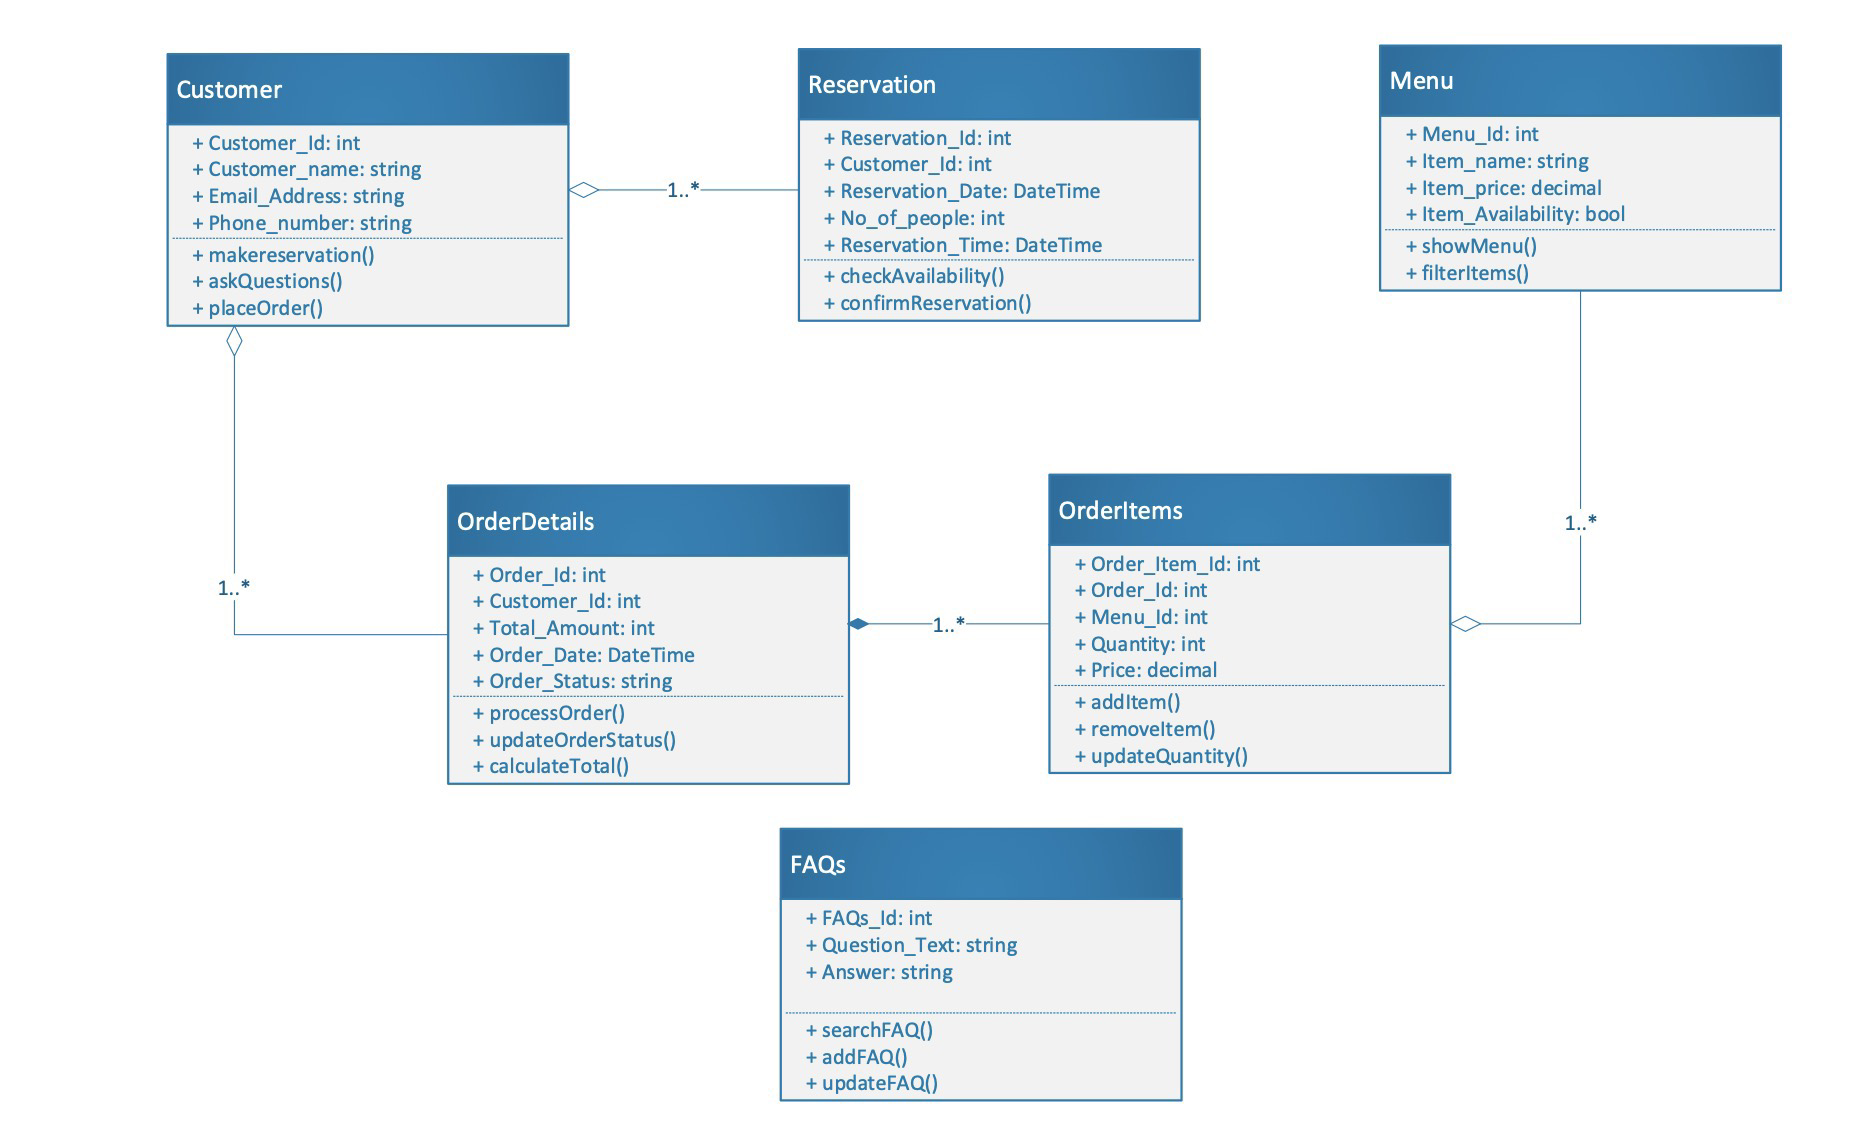 Customer
+ Customer_Id: int
+ Customer_name: string
+ Email_Address: string
+ Phone_number: string
+ makereservation()
+ askQuestions()
+ placeOrder()
1..*
Reservation
+ Reservation_Id: int
+ Customer_Id: int
+ Reservation_Date: DateTime
+ No_of_people: int
+ Reservation_Time: DateTime
+ checkAvailability()
+ confirmReservation()
Menu
+ Menu_Id: int
+ Item_name: string
+ Item_price: decimal
+ Item_Availability: bool
+ showMenu()
+ filterItems()
1..*
OrderDetails
+ Order_Id: int
+ Customer_Id: int
+ Total_Amount: int
+ Order_Date: DateTime
+ Order_Status: string
+ processOrder()
+ updateOrderStatus()
+ calculateTotal()
1..*
OrderItems
+ Order_Item_Id: int
+ Order_Id: int
+ Menu_Id: int
+ Quantity: int
+ Price: decimal
+ addItem()
+ removeItem()
+ updateQuantity()
1..*
FAQs
+ FAQs_Id: int
+ Question_Text: string
+ Answer: string
+ searchFAQ()
+ addFAQ()
+ updateFAQ()